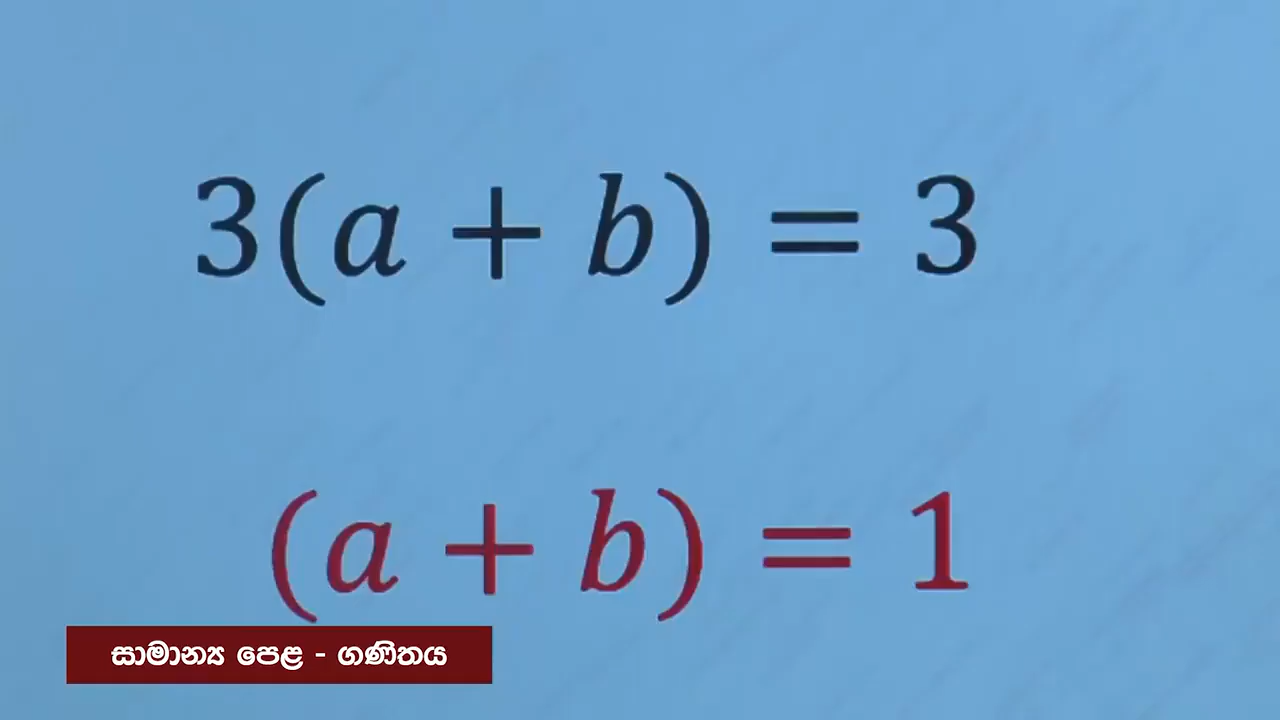 3(a + b) = 3
(a + b) = 1
සාමාන්‍ය පෙළ - ගණිතය